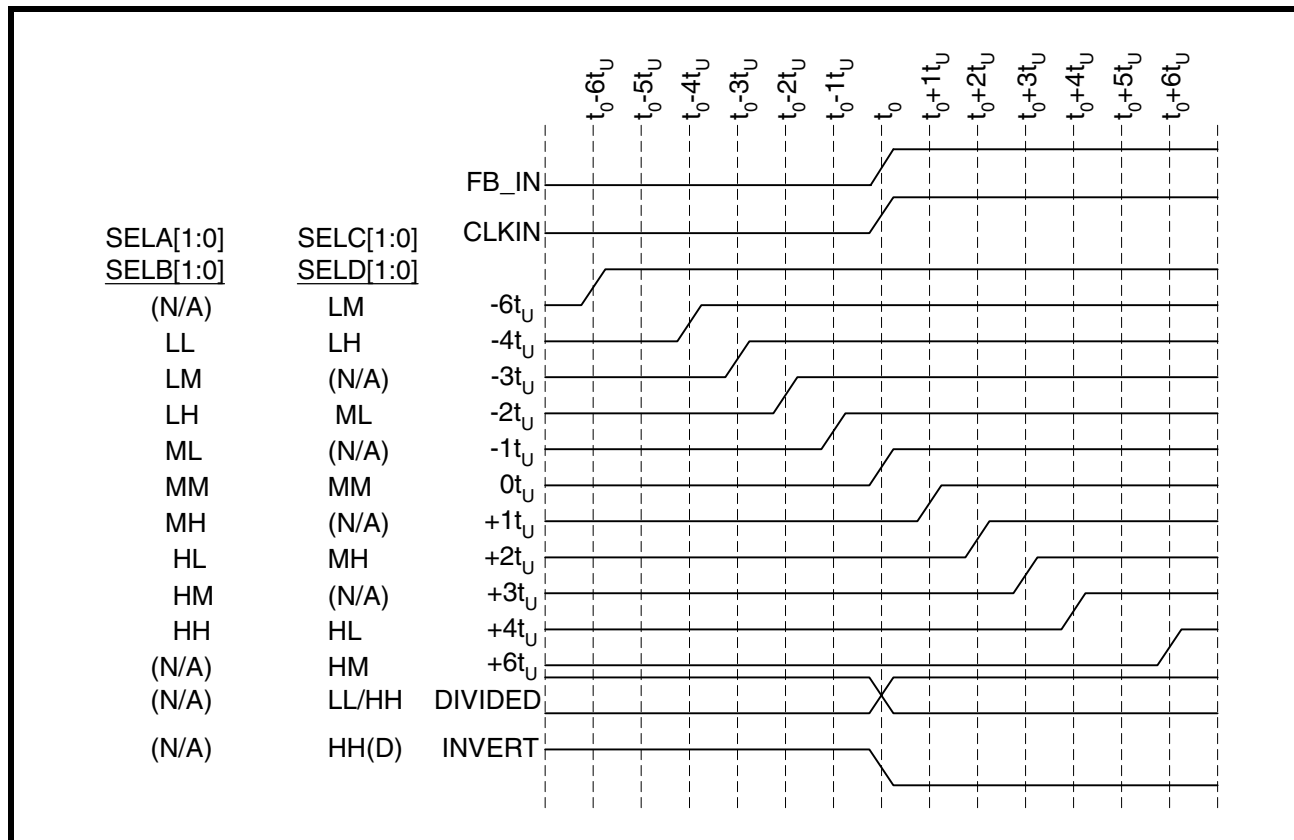 t0-6tU t0-5tU t0-4tU t0-3tU t0-2tU t0-1tU t0 t0+1tU t0+2tU t0+3tU t0+4tU t0+5tU t0+6tU
FB_IN
SELA[1:0] SELC[1:0] CLKIN
SELB[1:0] SELD[1:0]
(N/A) LM -6tU
LL LH -4tU
LM (N/A) -3tU
LH ML -2tU
ML (N/A) -1tU
MM MM 0tU
MH (N/A) +1tU
HL MH +2tU
HM (N/A) +3tU
HH HL +4tU
(N/A) HM +6tU
(N/A) LL/HH DIVIDED
(N/A) HH(D) INVERT